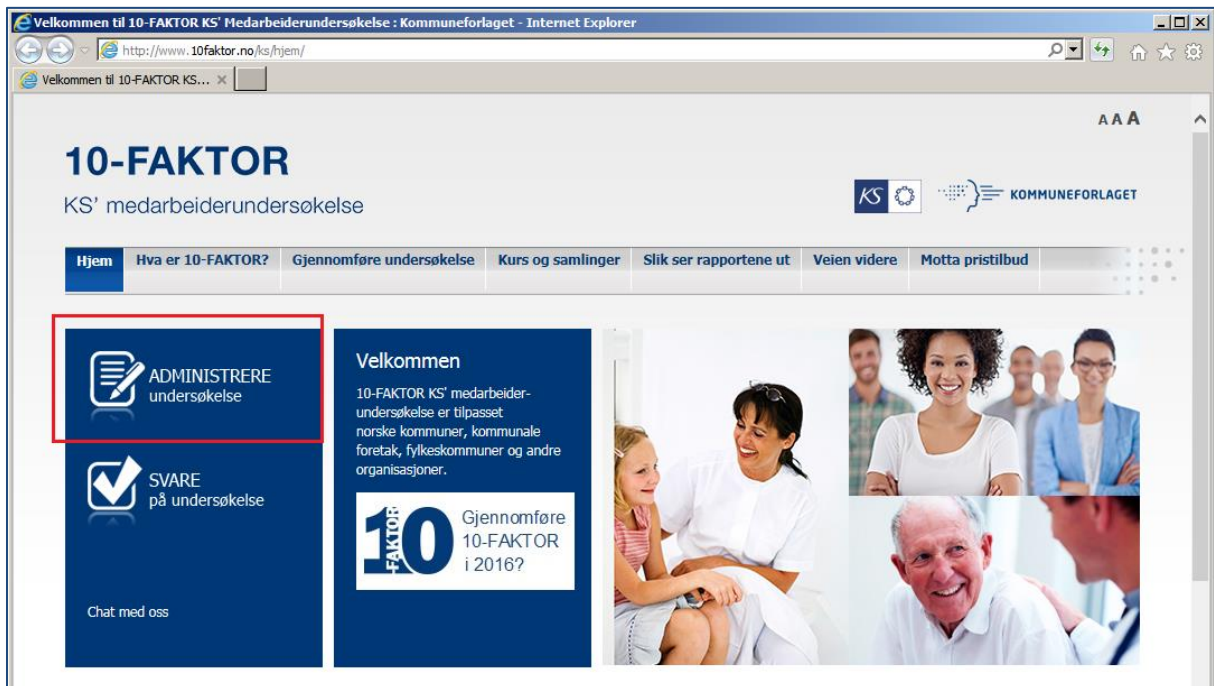 Velkommen til 10-FAKTOR KS' Medarbeiderundersøkelse : Kommuneforlaget - Internet Explorer
http://www.10faktor.no/ks/hjem/
Velkommen til 10-FAKTOR KS...
A A A
10-FAKTOR
KS' medarbeiderundersøkelse
KS
KOMMUNEFORLAGET
Hjem Hva er 10-FAKTOR? Gjennomføre undersøkelse Kurs og samlinger Slik ser rapportene ut Veien videre Motta pristilbud
ADMINISTRERE
undersøkelse
SVARE
på undersøkelse
Chat med oss
Velkommen
10-FAKTOR KS' medarbeider-
undersøkelse er tilpasset
norske kommuner, kommunale
foretak, fylkeskommuner og andre
organisasjoner.
10
FAKTOR
Gjennomføre
10-FAKTOR
i 2016?